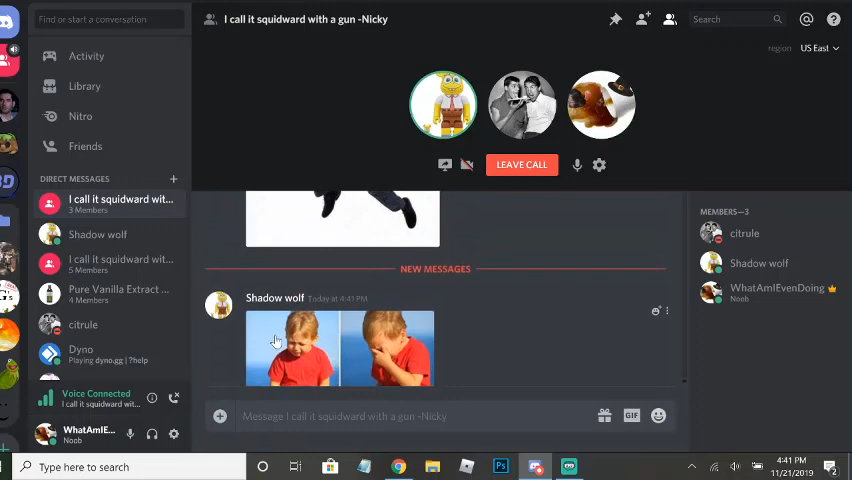 Find or start a conversation
I call it squidward with a gun -Nicky
Search
region
US East
Activity
Library
Nitro
Friends
LEAVE CALL
DIRECT MESSAGES
I call it squidward wit...
3 Members
Shadow wolf
I call it squidward wit...
5 Members
Pure Vanilla Extract ...
4 Members
citrule
Dyno
Playing dyno.gg | ?help
Voice Connected
I call it squidward wit...
WhatAmIE...
Noob
NEW MESSAGES
Shadow wolf Today at 4:41 PM
Message I call it squidward with a gun -Nicky
GIF
MEMBERS—3
citrule
Shadow wolf
WhatAmIEvenDoing
Noob
Type here to search
Ps
4:41 PM
11/21/2019
2